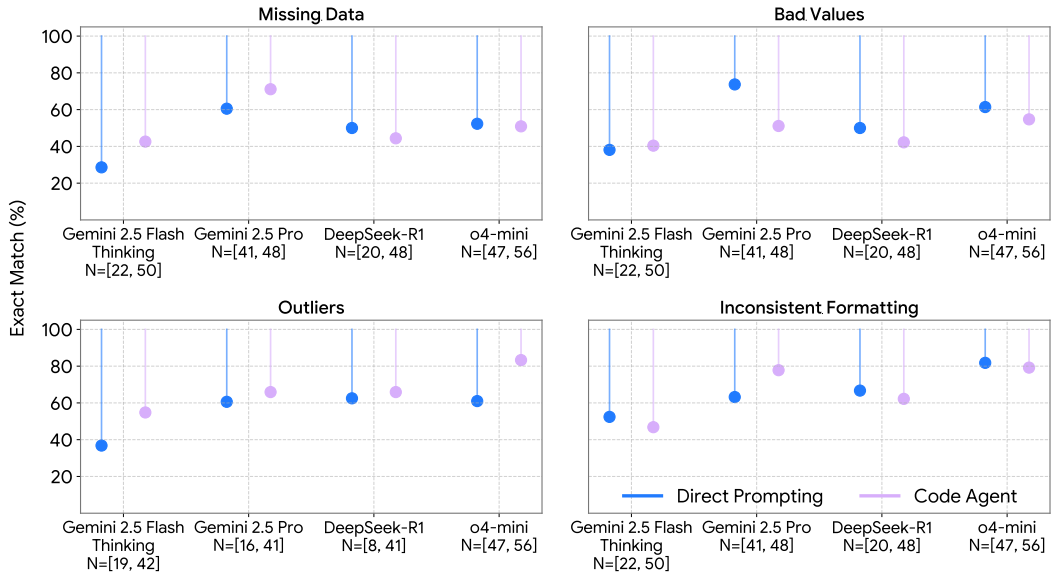 Missing Data
Bad Values
100
80
60
40
20
Gemini 2.5 Flash
Thinking
N=[22, 50]
Gemini 2.5 Pro
N=[41, 48]
DeepSeek-R1
N=[20, 48]
o4-mini
N=[47, 56]
Gemini 2.5 Flash
Thinking
N=[22, 50]
Gemini 2.5 Pro
N=[41, 48]
DeepSeek-R1
N=[20, 48]
o4-mini
N=[47, 56]
Exact Match (%)
Outliers
Inconsistent Formatting
100
80
60
40
20
Direct Prompting
Code Agent
Gemini 2.5 Flash
Thinking
N=[19, 42]
Gemini 2.5 Pro
N=[16, 41]
DeepSeek-R1
N=[8, 41]
o4-mini
N=[47, 56]
Gemini 2.5 Flash
Thinking
N=[22, 50]
Gemini 2.5 Pro
N=[41, 48]
DeepSeek-R1
N=[20, 48]
o4-mini
N=[47, 56]